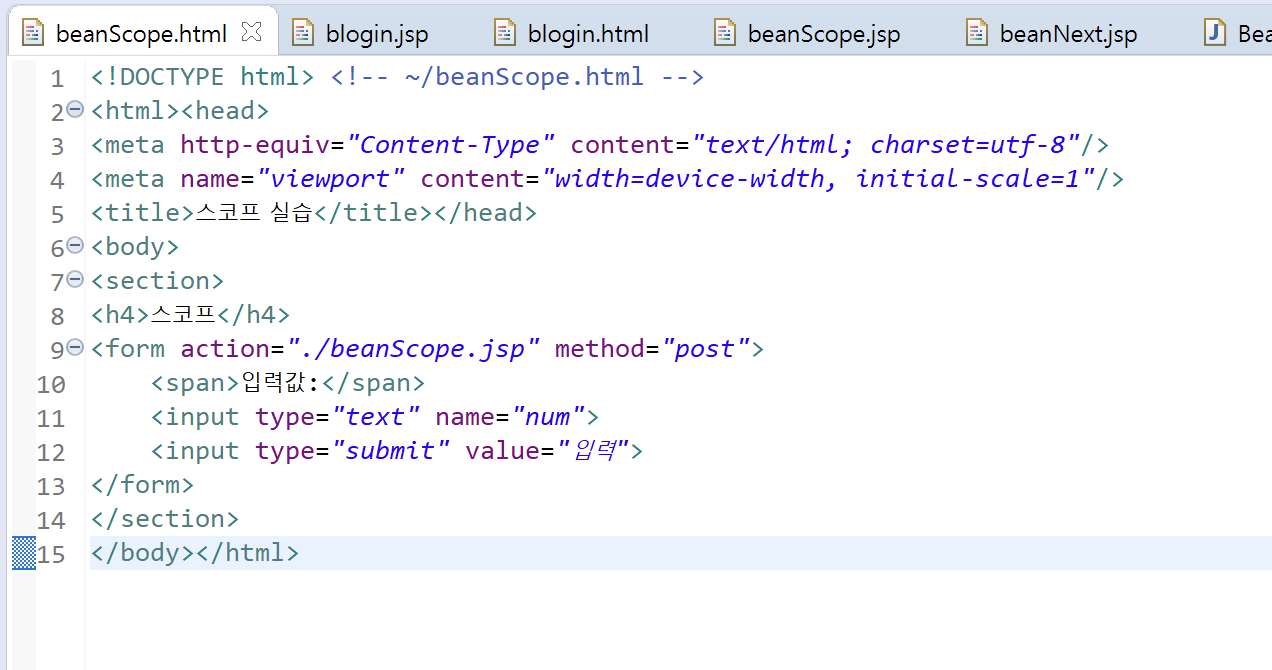 beanScope.html blogin.jsp blogin.html beanScope.jsp beanNext.jsp
1 <!DOCTYPE html> <!-- ~/beanScope.html -->
2 <html><head>
3 <meta http-equiv="Content-Type" content="text/html; charset=utf-8"/>
4 <meta name="viewport" content="width=device-width, initial-scale=1"/>
5 <title>스코프 실습</title></head>
6 <body>
7 <section>
8 <h4>스코프</h4>
9 <form action="./beanScope.jsp" method="post">
10 <span>입력값:</span>
11 <input type="text" name="num">
12 <input type="submit" value="입력">
13 </form>
14 </section>
15 </body></html>